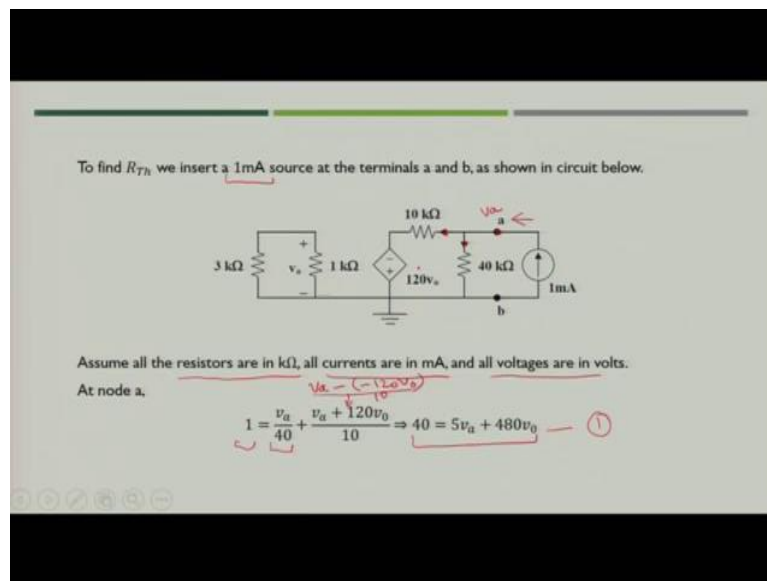 To find R_Th we insert a 1mA source at the terminals a and b, as shown in circuit below.
10 kΩ
va
a
3 kΩ
+
vₒ
−
1 kΩ
−
+
120vₒ
40 kΩ
1mA
b
Assume all the resistors are in kΩ, all currents are in mA, and all voltages are in volts.
At node a,
va − (−120v₀)
10
1 = vₐ/40 + (vₐ + 120v₀)/10 ⇒ 40 = 5vₐ + 480v₀ — ①